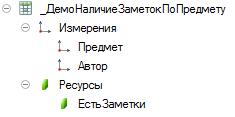 _ДемоНаличиеЗаметокПоПредмету
Измерения
Предмет
Автор
Ресурсы
ЕстьЗаметки